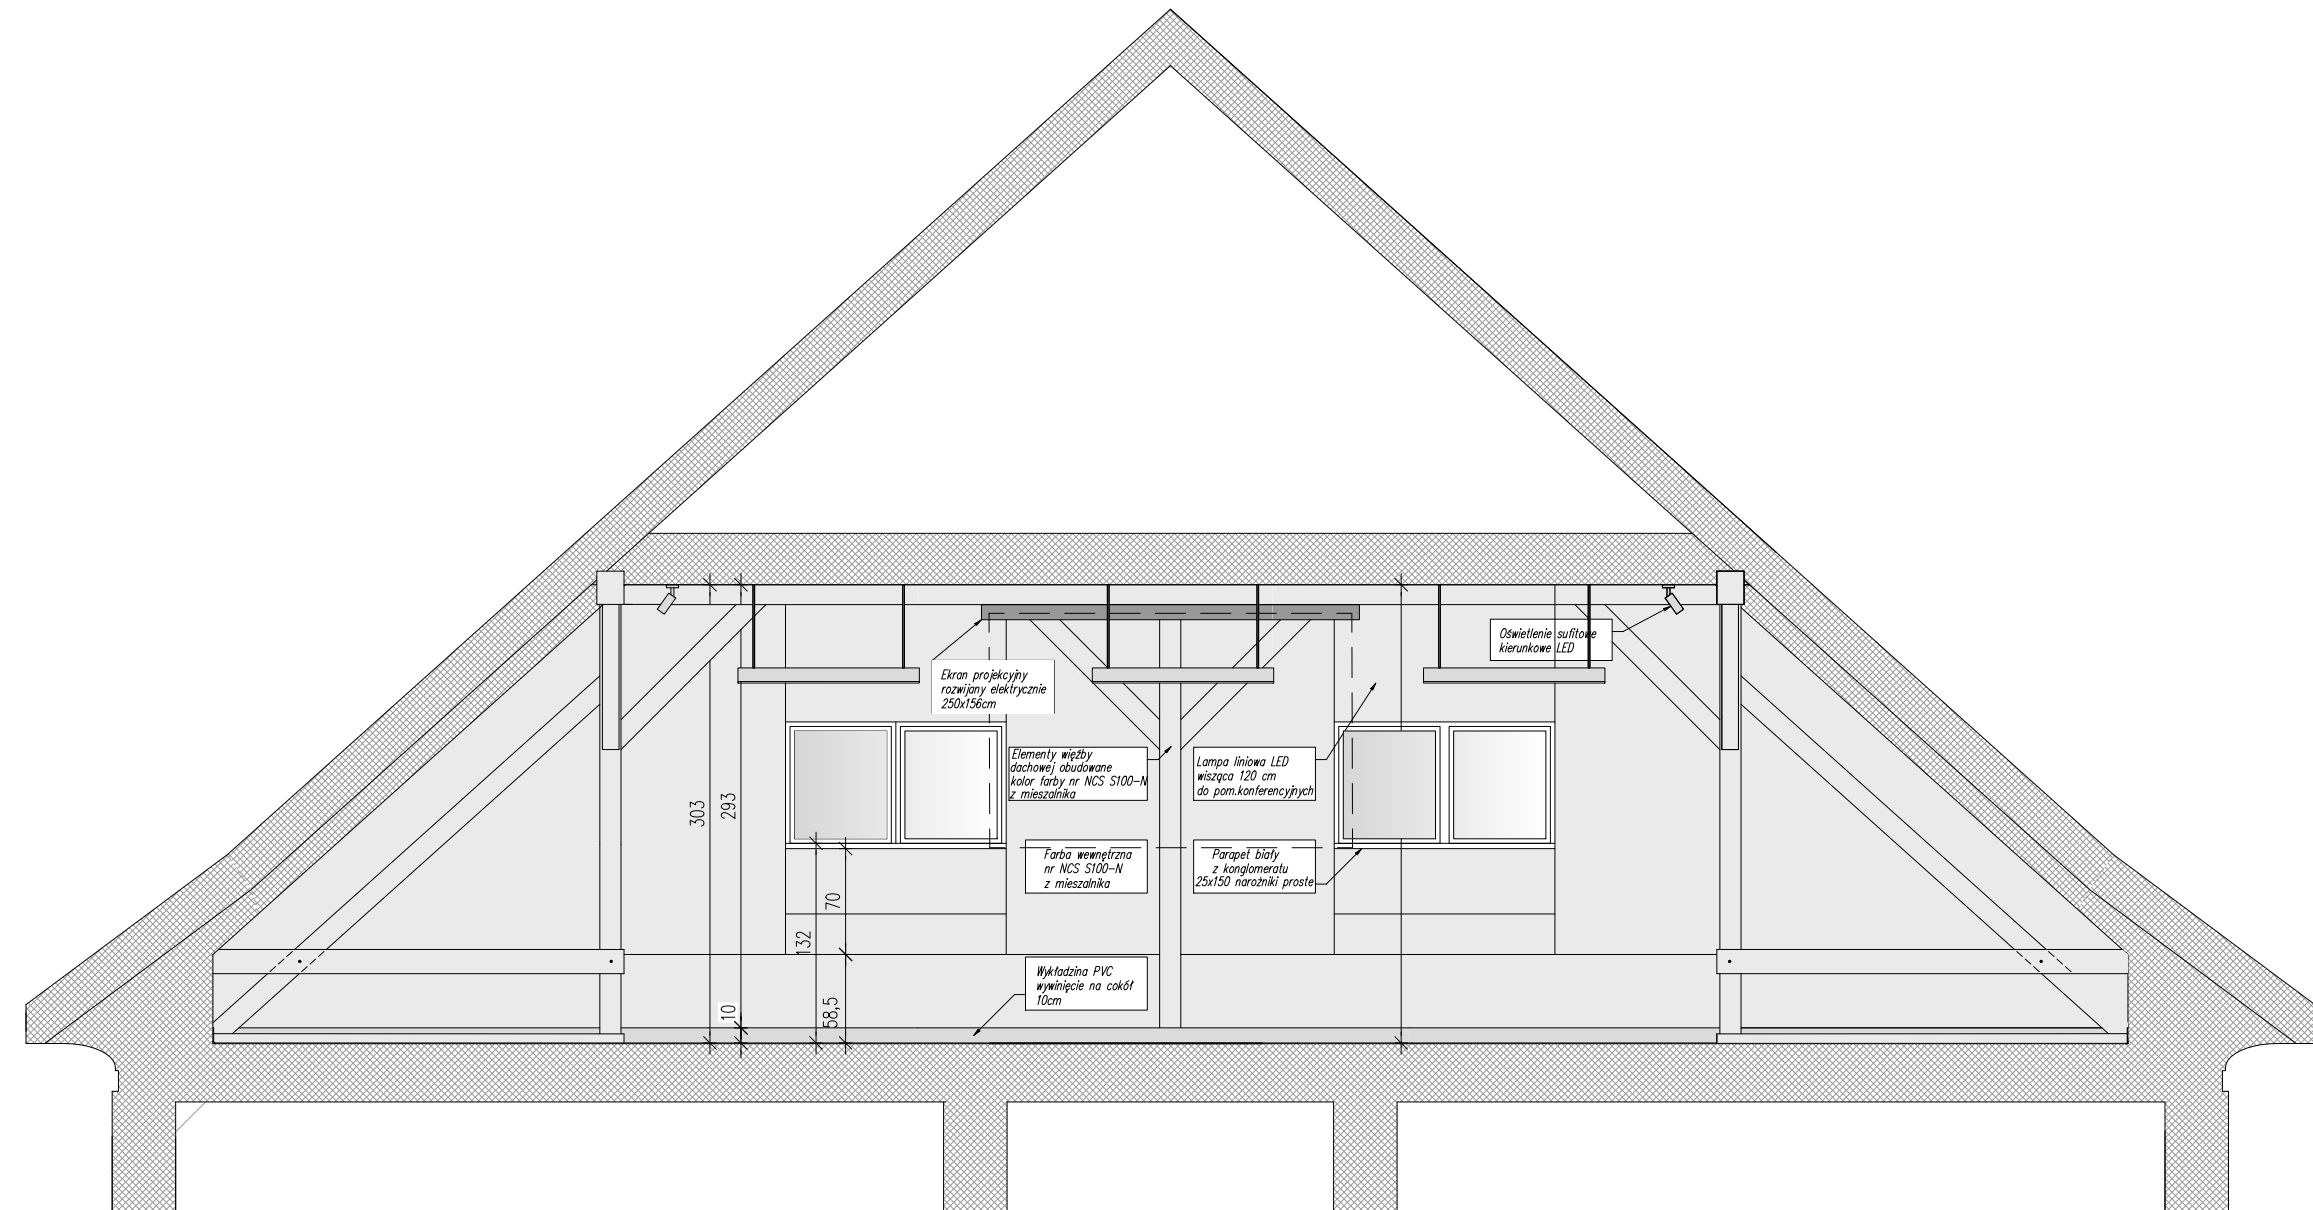 Oświetlenie sufitowe
kierunkowe LED
Ekran projekcyjny
rozwijany elektrycznie
250x156cm
Elementy więźby
dachowej obudowane
kolor farby nr NCS S100-N
z mieszalnika
Lampa liniowa LED
wisząca 120 cm
do pom.konferencyjnych
303
293
Farba wewnętrzna
nr NCS S100-N
z mieszalnika
Parapet biały
z konglomeratu
25x150 narożniki proste
70
132
Wykładzina PVC
wywinięcie na cokół
10cm
10
58,5